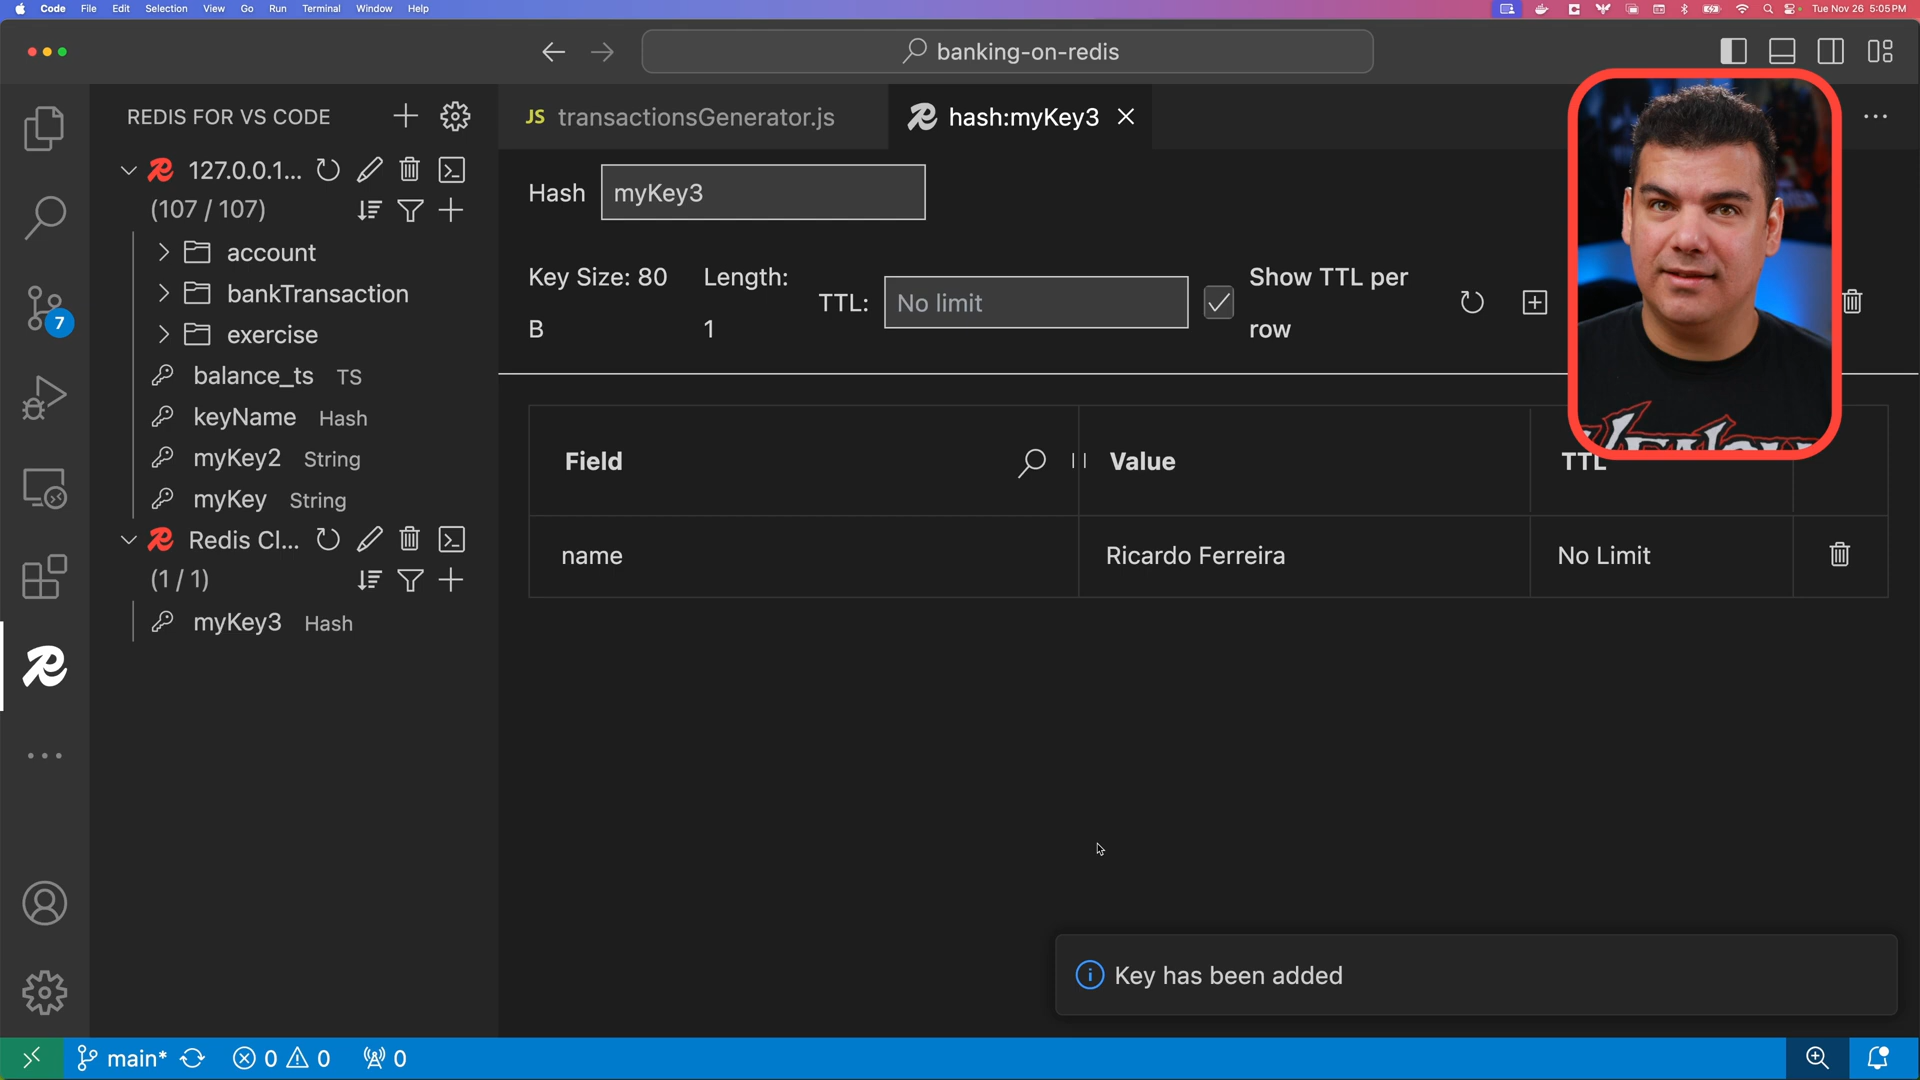 Code File Edit Selection View Go Run Terminal Window Help
Tue Nov 26 5:05 PM
banking-on-redis
REDIS FOR VS CODE
127.0.0.1...
(107 / 107)
account
bankTransaction
exercise
balance_ts TS
keyName Hash
myKey2 String
myKey String
Redis Cl...
(1 / 1)
myKey3 Hash
7
JS transactionsGenerator.js
hash:myKey3
Hash myKey3
Key Size: 80 B
Length: 1
TTL: No limit
Show TTL per row
Field Value TTL
name Ricardo Ferreira No Limit
Key has been added
main* 0 0 0